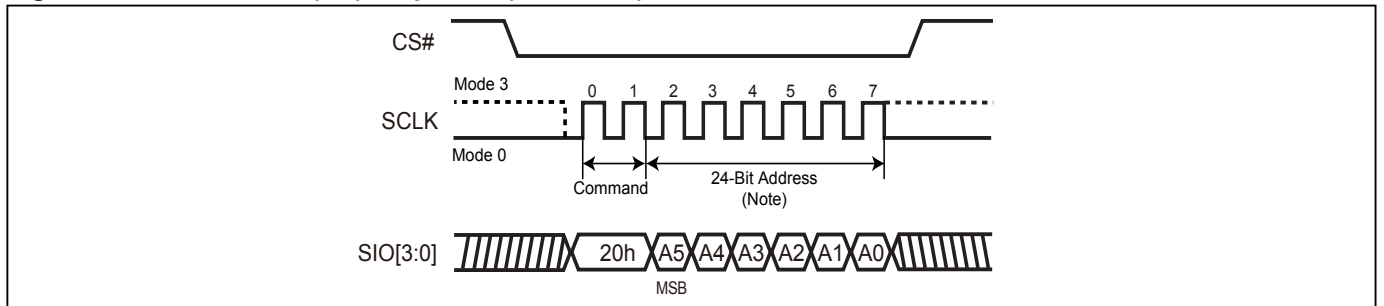 CS#
Mode 3
0 1 2 3 4 5 6 7
SCLK
Mode 0
Command
24-Bit Address
(Note)
SIO[3:0]
20h A5 A4 A3 A2 A1 A0
MSB